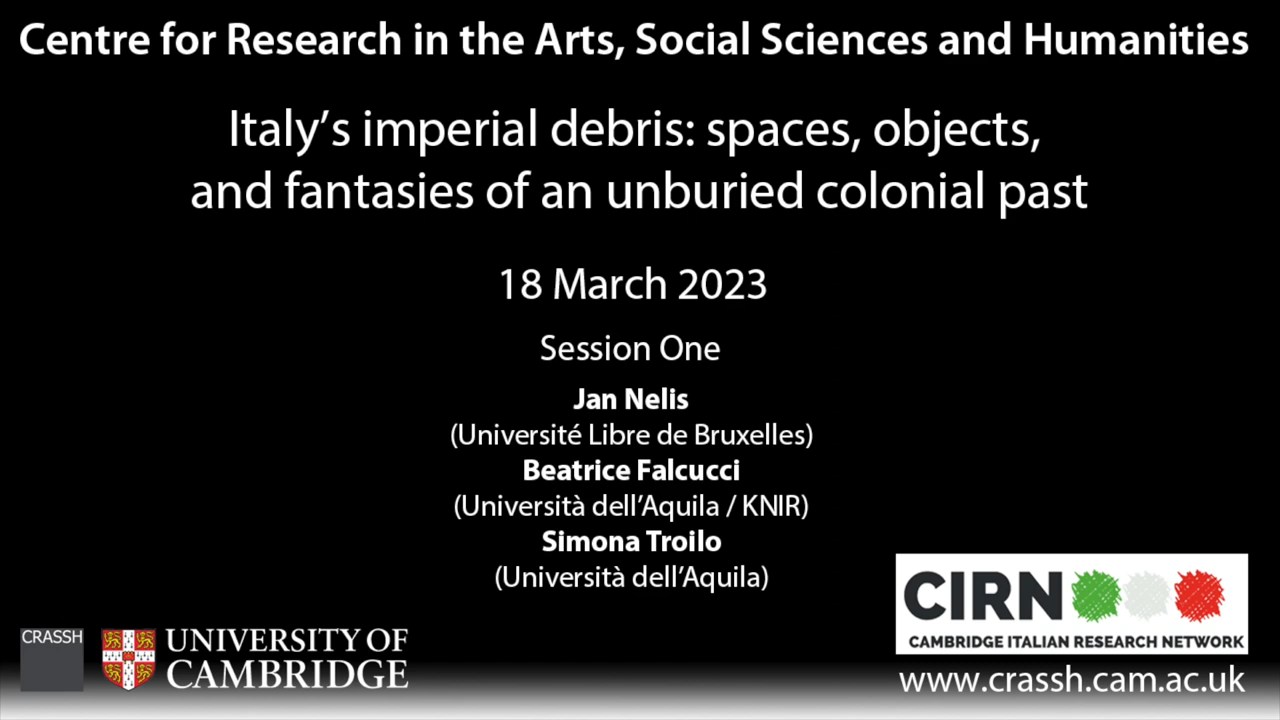 Centre for Research in the Arts, Social Sciences and Humanities
Italy’s imperial debris: spaces, objects,
and fantasies of an unburied colonial past
18 March 2023
Session One
Jan Nelis
(Université Libre de Bruxelles)
Beatrice Falcucci
(Università dell’Aquila / KNIR)
Simona Troilo
(Università dell’Aquila)
CRASSH
UNIVERSITY OF
CAMBRIDGE
CIRN
CAMBRIDGE ITALIAN RESEARCH NETWORK
www.crassh.cam.ac.uk